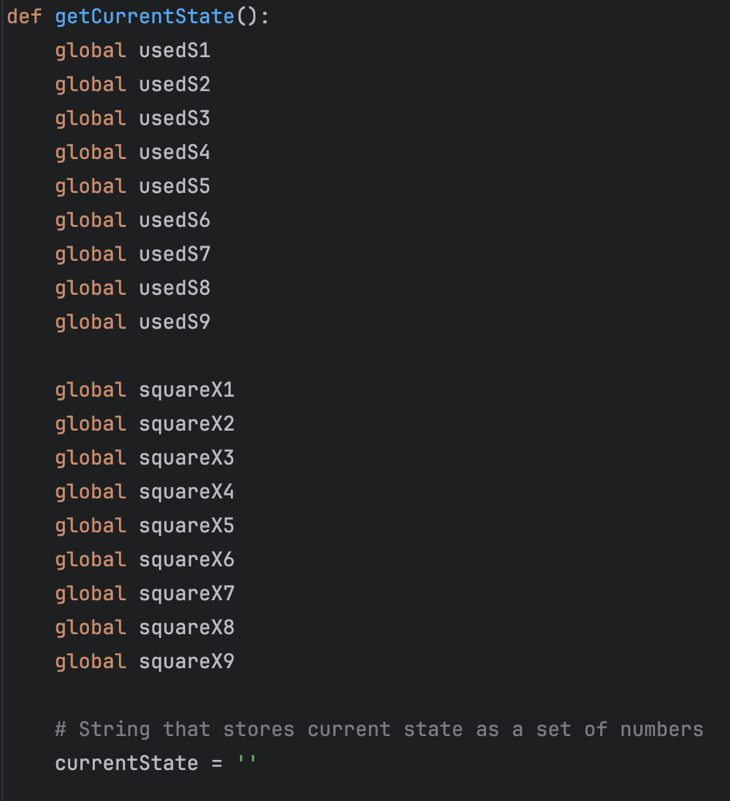 def getCurrentState():
    global usedS1
    global usedS2
    global usedS3
    global usedS4
    global usedS5
    global usedS6
    global usedS7
    global usedS8
    global usedS9

    global squareX1
    global squareX2
    global squareX3
    global squareX4
    global squareX5
    global squareX6
    global squareX7
    global squareX8
    global squareX9

    # String that stores current state as a set of numbers
    currentState = ''